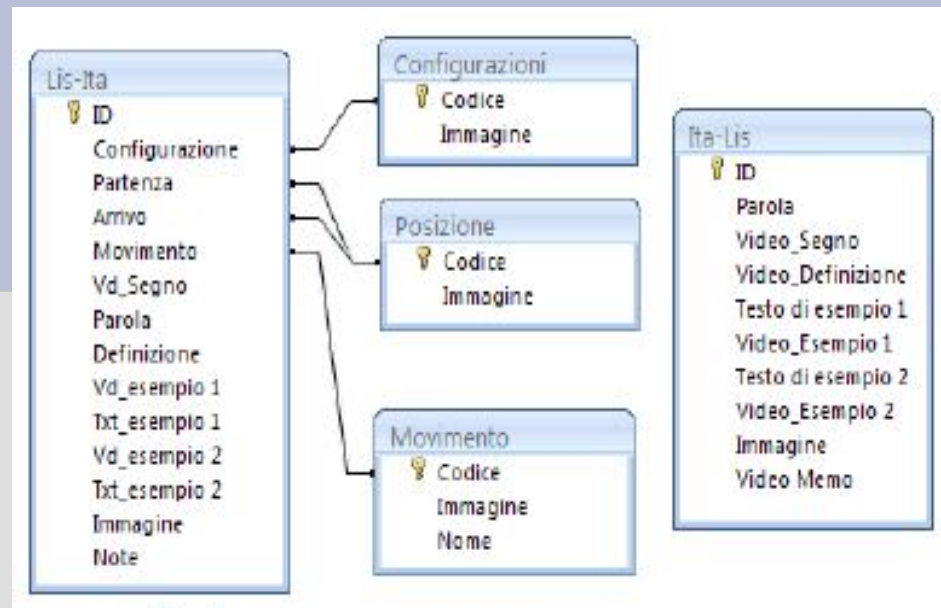 Lis-Ita
ID
Configurazione
Partenza
Arrivo
Movimento
Vd_Segno
Parola
Definizione
Vd_esempio 1
Txt_esempio 1
Vd_esempio 2
Txt_esempio 2
Immagine
Note
Configurazioni
Codice
Immagine
Posizione
Codice
Immagine
Movimento
Codice
Immagine
Nome
Ita-Lis
ID
Parola
Video_Segno
Video_Definizione
Testo di esempio 1
Video_Esempio 1
Testo di esempio 2
Video_Esempio 2
Immagine
Video Memo